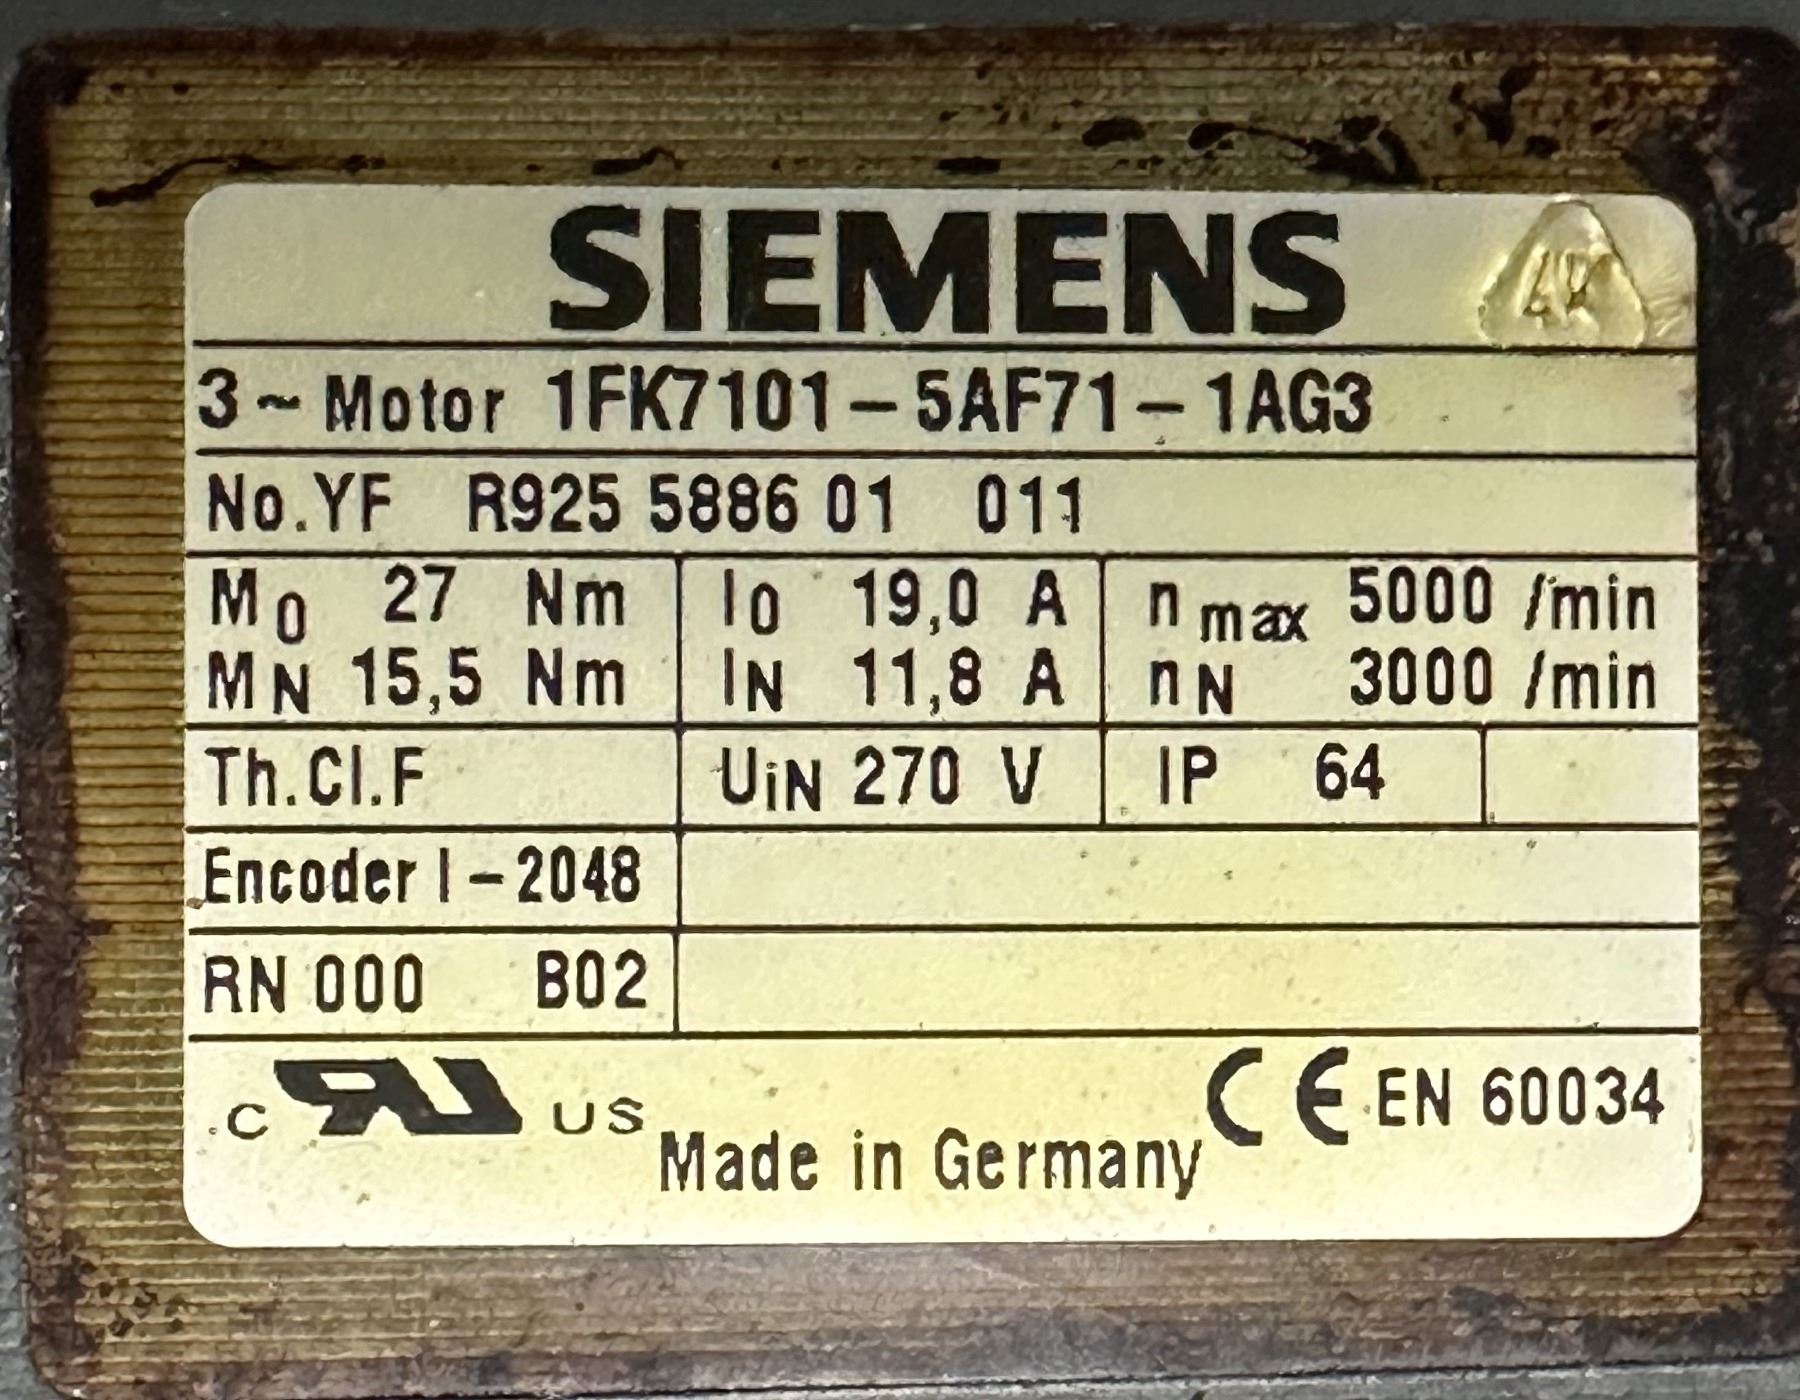 SIEMENS
3 ~ Motor 1FK7101 – 5AF71 – 1AG3
No.YF R925 5886 01 011
M0 27 Nm I0 19,0 A n max 5000 /min
MN 15,5 Nm IN 11,8 A nN 3000 /min
Th.Cl.F UiN 270 V IP 64
Encoder I – 2048
RN 000 B02
C RU US CE EN 60034
Made in Germany